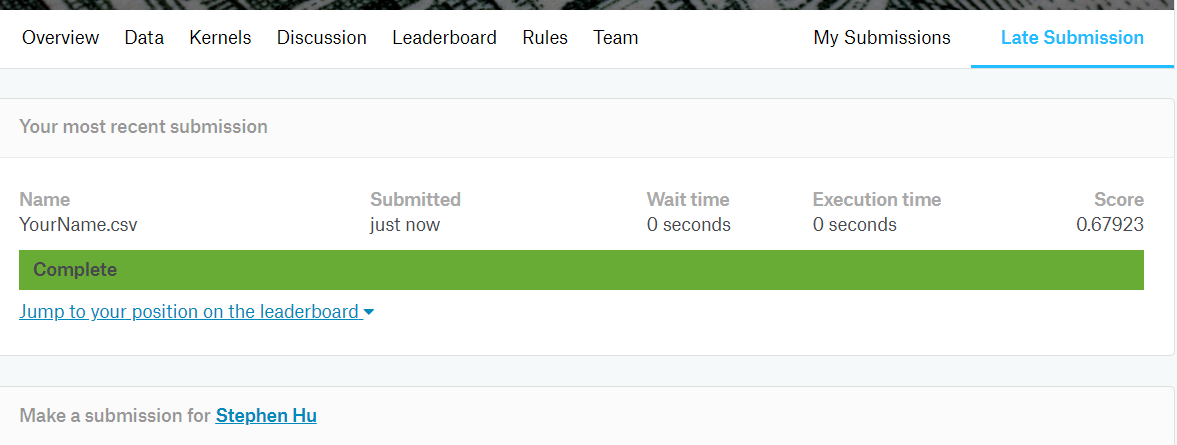 Overview Data Kernels Discussion Leaderboard Rules Team My Submissions Late Submission
Your most recent submission
Name Submitted Wait time Execution time Score
YourName.csv just now 0 seconds 0 seconds 0.67923
Complete
Jump to your position on the leaderboard
Make a submission for Stephen Hu